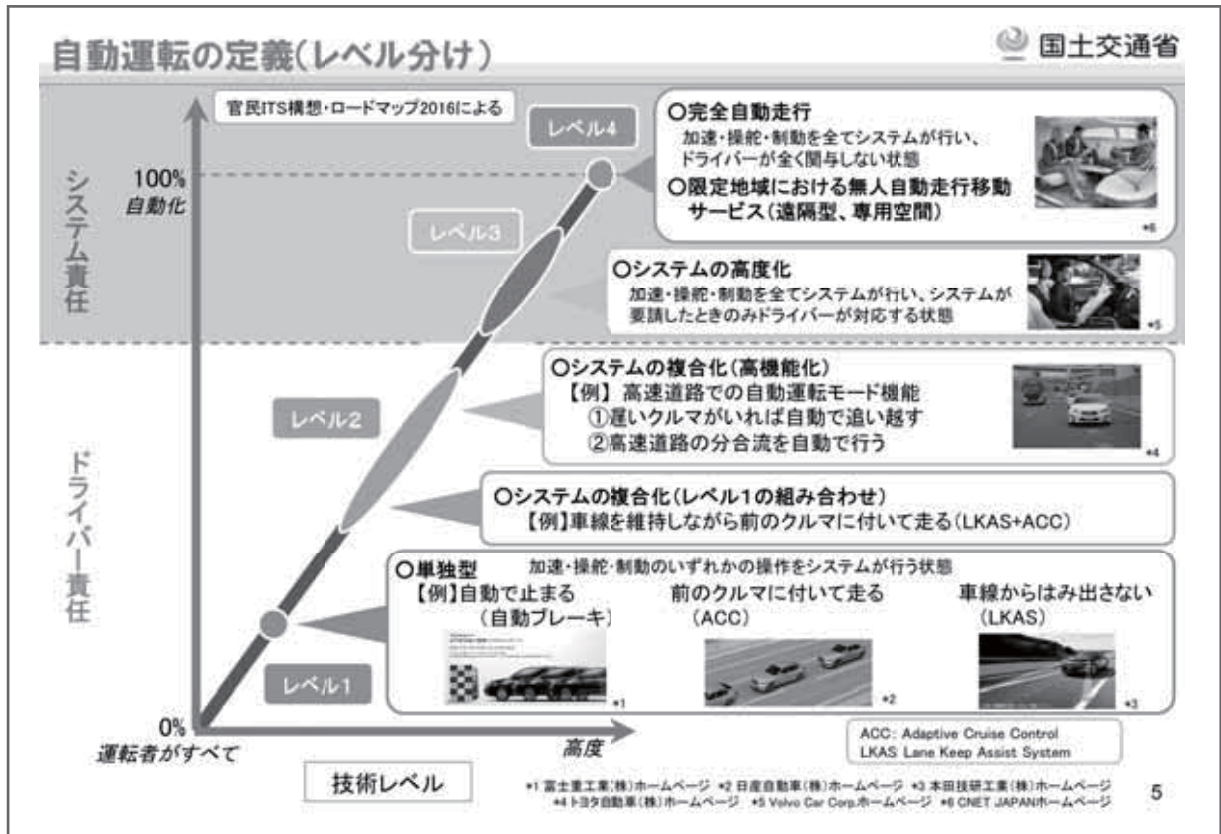 自動運転の定義(レベル分け)
国土交通省
官民ITS構想・ロードマップ2016による
システム責任
ドライバー責任
100%
自動化
0%
運転者がすべて
高度
技術レベル
レベル4
○完全自動走行
加速・操舵・制動を全てシステムが行い、
ドライバーが全く関与しない状態
○限定地域における無人自動走行移動
サービス(遠隔型、専用空間)
*6
レベル3
○システムの高度化
加速・操舵・制動を全てシステムが行い、システムが
要請したときのみドライバーが対応する状態
*5
レベル2
○システムの複合化(高機能化)
【例】 高速道路での自動運転モード機能
①遅いクルマがいれば自動で追い越す
②高速道路の分合流を自動で行う
*4
○システムの複合化(レベル1の組み合わせ)
【例】車線を維持しながら前のクルマに付いて走る(LKAS+ACC)
レベル1
○単独型 加速・操舵・制動のいずれかの操作をシステムが行う状態
【例】自動で止まる
(自動ブレーキ)
*1
前のクルマに付いて走る
(ACC)
*2
車線からはみ出さない
(LKAS)
*3
ACC: Adaptive Cruise Control
LKAS Lane Keep Assist System
*1 富士重工業(株)ホームページ *2 日産自動車(株)ホームページ *3 本田技研工業(株)ホームページ
*4 トヨタ自動車(株)ホームページ *5 Volvo Car Corp.ホームページ *6 CNET JAPANホームページ
5